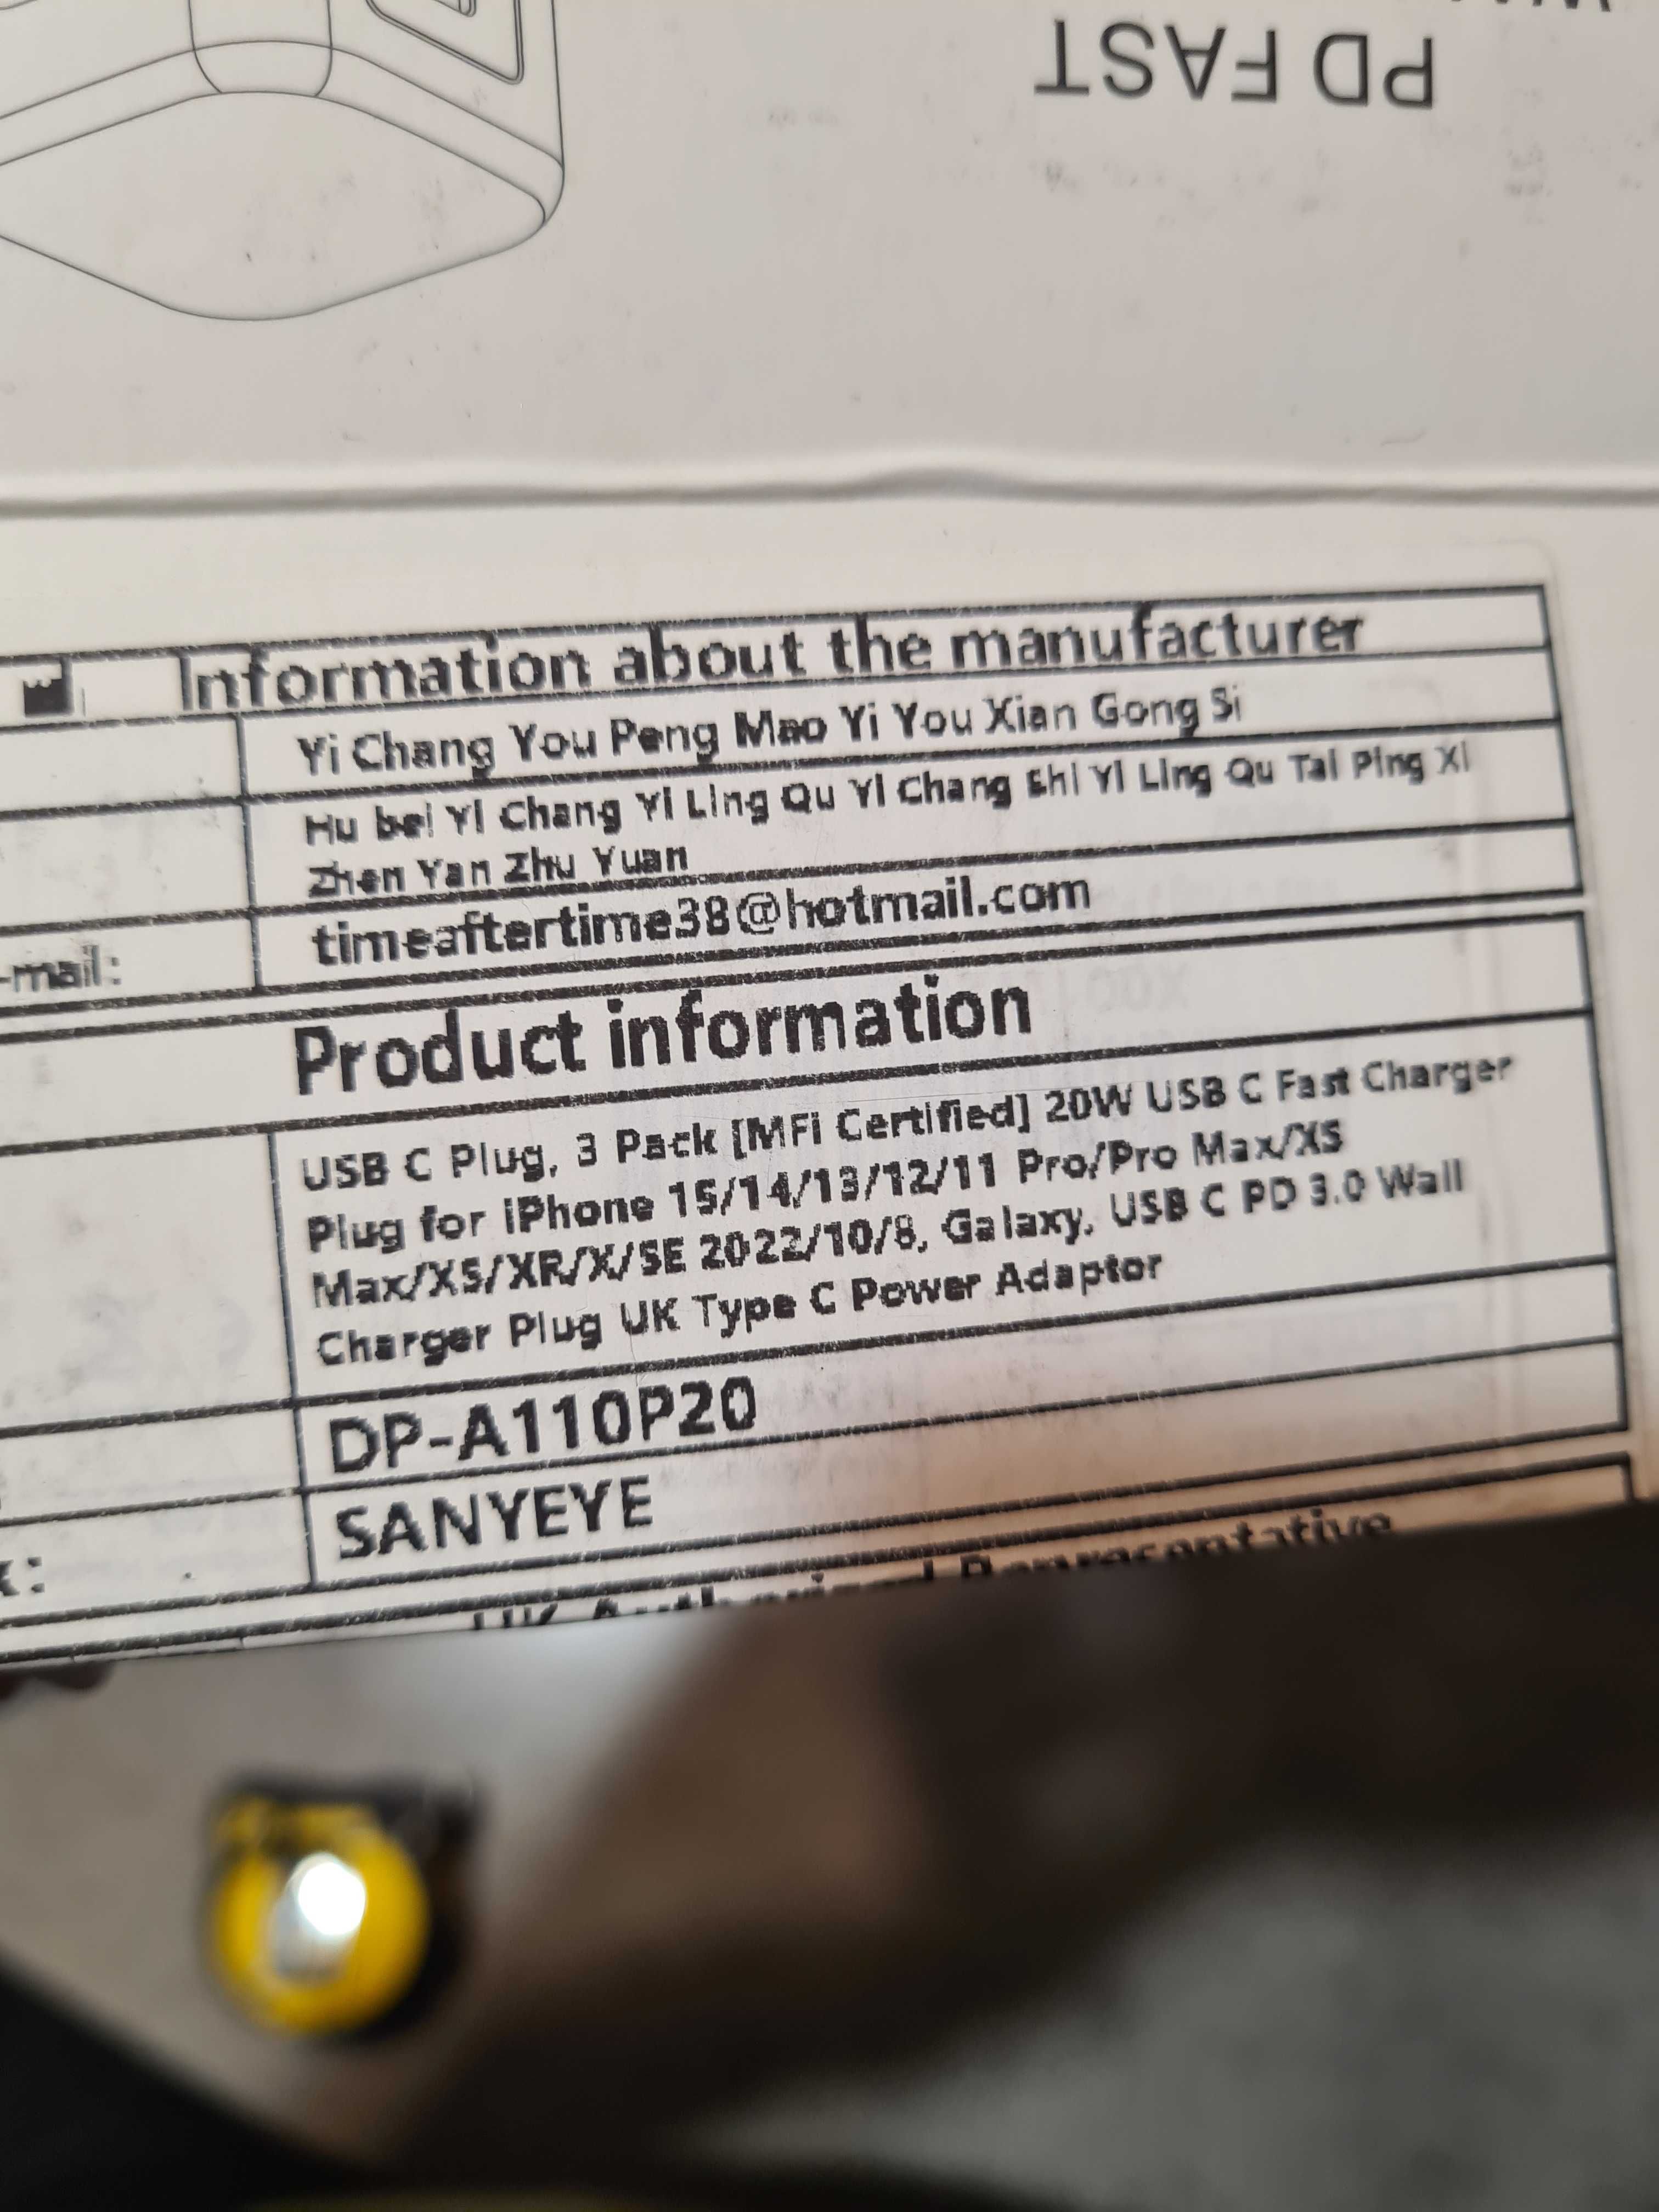 PD FAST
Information about the manufacturer
Yi Chang You Peng Mao Yi You Xian Gong Si
Hu bei Yi Chang Yi Ling Qu Yi Chang Shi Yi Ling Qu Tai Ping Xi
Zhen Yan Zhu Yuan
-mail:
timeaftertime38@hotmail.com
Product information
USB C Plug, 3 Pack [MFi Certified] 20W USB C Fast Charger
Plug for iPhone 15/14/13/12/11 Pro/Pro Max/XS
Max/XS/XR/X/SE 2022/10/8, Galaxy, USB C PD 3.0 Wall
Charger Plug UK Type C Power Adaptor
DP-A110P20
SANYEYE
UK Authorized Representative